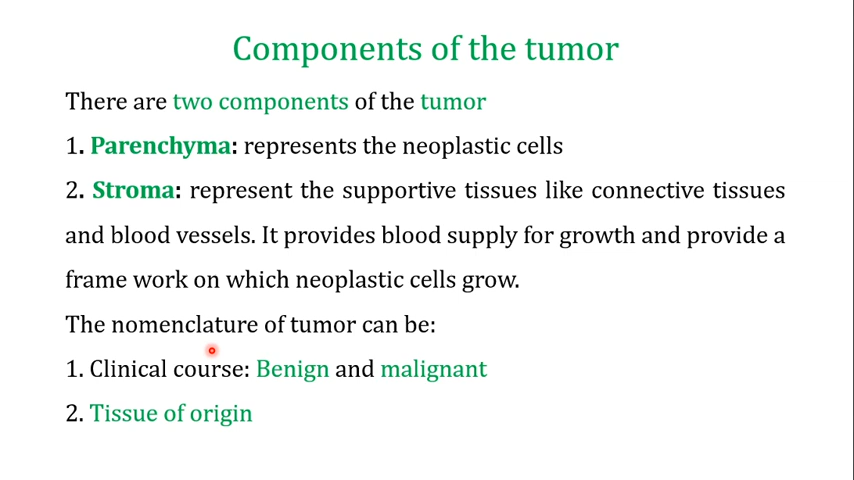 Components of the tumor
There are two components of the tumor
1. Parenchyma: represents the neoplastic cells
2. Stroma: represent the supportive tissues like connective tissues
and blood vessels. It provides blood supply for growth and provide a
frame work on which neoplastic cells grow.
The nomenclature of tumor can be:
1. Clinical course: Benign and malignant
2. Tissue of origin